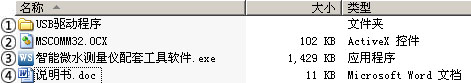 名称 大小 类型
① USB驱动程序 文件夹
② MSCOMM32.OCX 102 KB ActiveX 控件
③ 智能微水测量仪配套工具软件.exe 1,429 KB 应用程序
④ 说明书.doc 11 KB Microsoft Word 文档